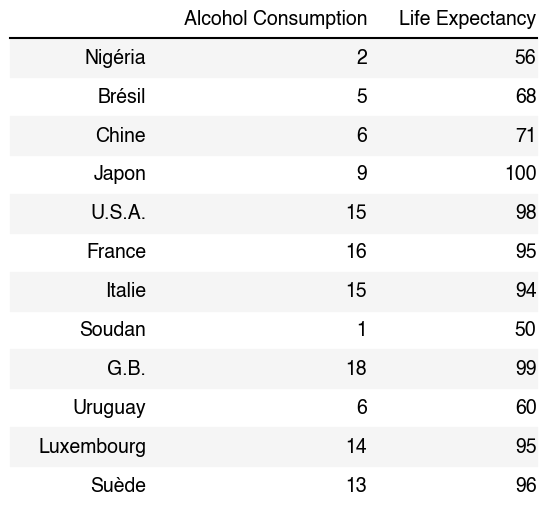 Alcohol Consumption Life Expectancy
Nigéria 2 56
Brésil 5 68
Chine 6 71
Japon 9 100
U.S.A. 15 98
France 16 95
Italie 15 94
Soudan 1 50
G.B. 18 99
Uruguay 6 60
Luxembourg 14 95
Suède 13 96